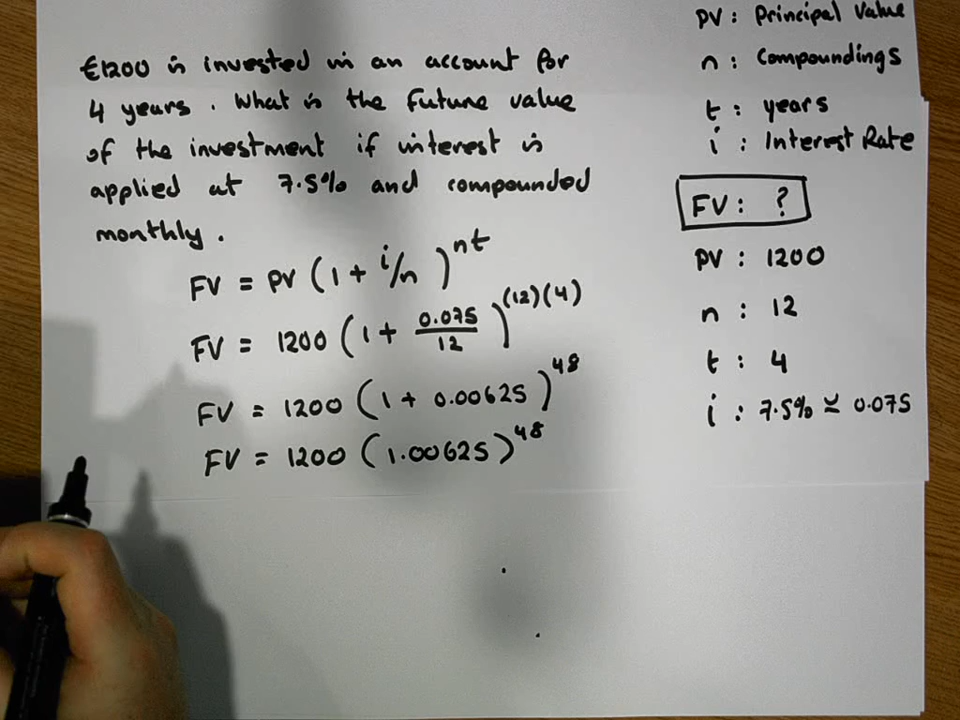 €1200 is invested in an account for
4 years. What is the future value
of the investment if interest is
applied at 7.5% and compounded
monthly.
FV = PV (1 + i/n)^nt
FV = 1200 (1 + 0.075/12)^(12)(4)
FV = 1200 (1 + 0.00625)^48
FV = 1200 (1.00625)^48
PV : Principal Value
n : Compoundings
t : years
i : Interest Rate
FV : ?
PV : 1200
n : 12
t : 4
i : 7.5% ≃ 0.075